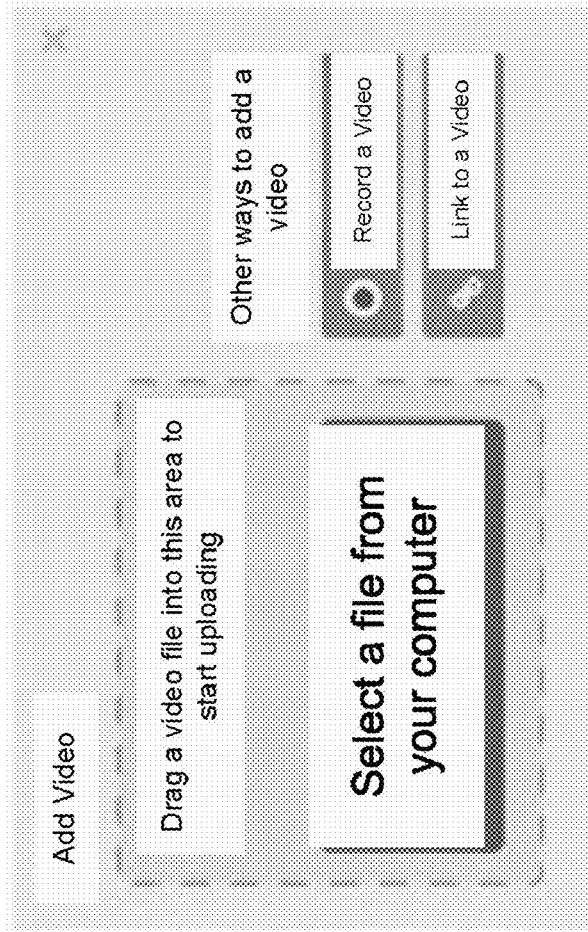 Add Video
Drag a video file into this area to
start uploading
Select a file from
your computer
Other ways to add a
video
Record a Video
Link to a Video